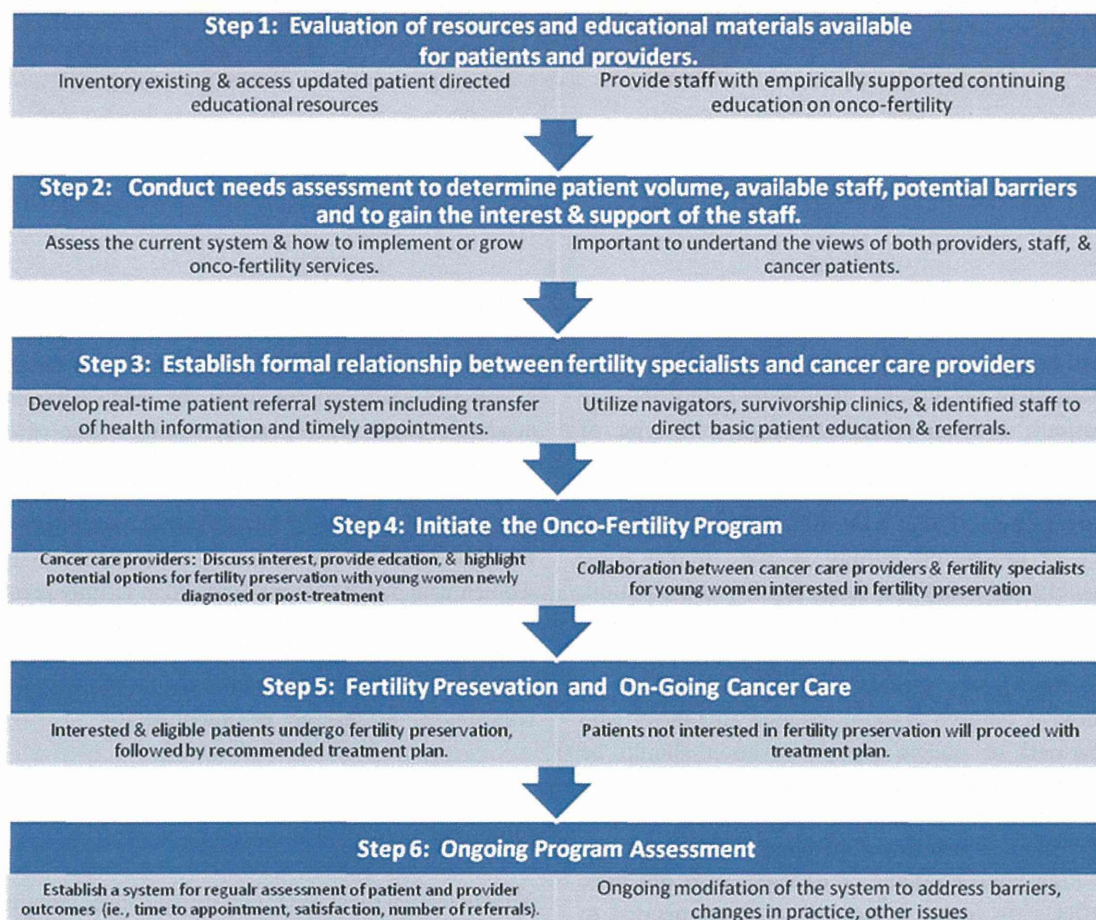 Step 1: Evaluation of resources and educational materials available
for patients and providers.
Inventory existing & access updated patient directed
educational resources
Provide staff with empirically supported continuing
education on onco-fertility
Step 2: Conduct needs assessment to determine patient volume, available staff, potential barriers
and to gain the interest & support of the staff.
Assess the current system & how to implement or grow
onco-fertility services.
Important to undertand the views of both providers, staff, &
cancer patients.
Step 3: Establish formal relationship between fertility specialists and cancer care providers
Develop real-time patient referral system including transfer
of health information and timely appointments.
Utilize navigators, survivorship clinics, & identified staff to
direct basic patient education & referrals.
Step 4: Initiate the Onco-Fertility Program
Cancer care providers: Discuss interest, provide edcation, & highlight
potential options for fertility preservation with young women newly
diagnosed or post-treatment
Collaboration between cancer care providers & fertility specialists
for young women interested in fertility preservation
Step 5: Fertility Presevation and On-Going Cancer Care
Interested & eligible patients undergo fertility preservation,
followed by recommended treatment plan.
Patients not interested in fertility preservation will proceed with
treatment plan.
Step 6: Ongoing Program Assessment
Establish a system for regualr assessment of patient and provider
outcomes (ie., time to appointment, satisfaction, number of referrals).
Ongoing modifation of the system to address barriers,
changes in practice, other issues